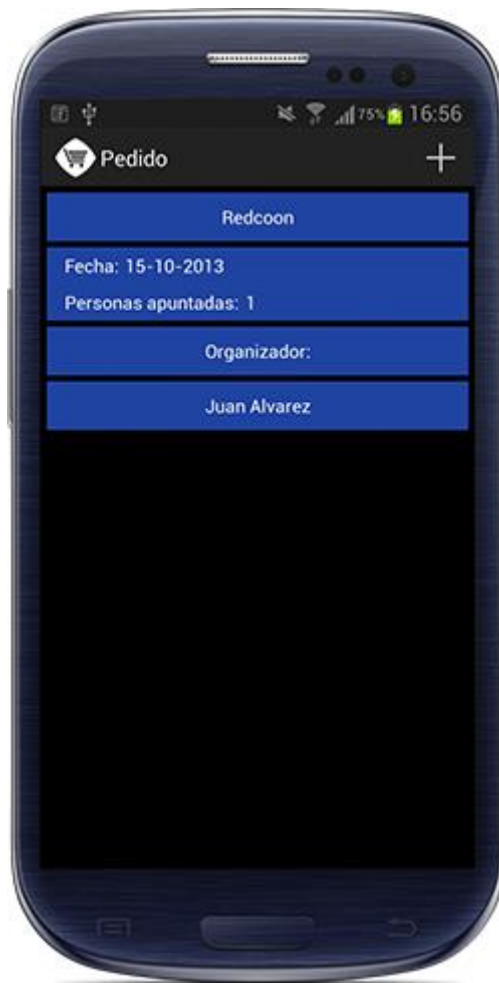 75% 16:56
Pedido
Redcoon
Fecha: 15-10-2013
Personas apuntadas: 1
Organizador:
Juan Alvarez